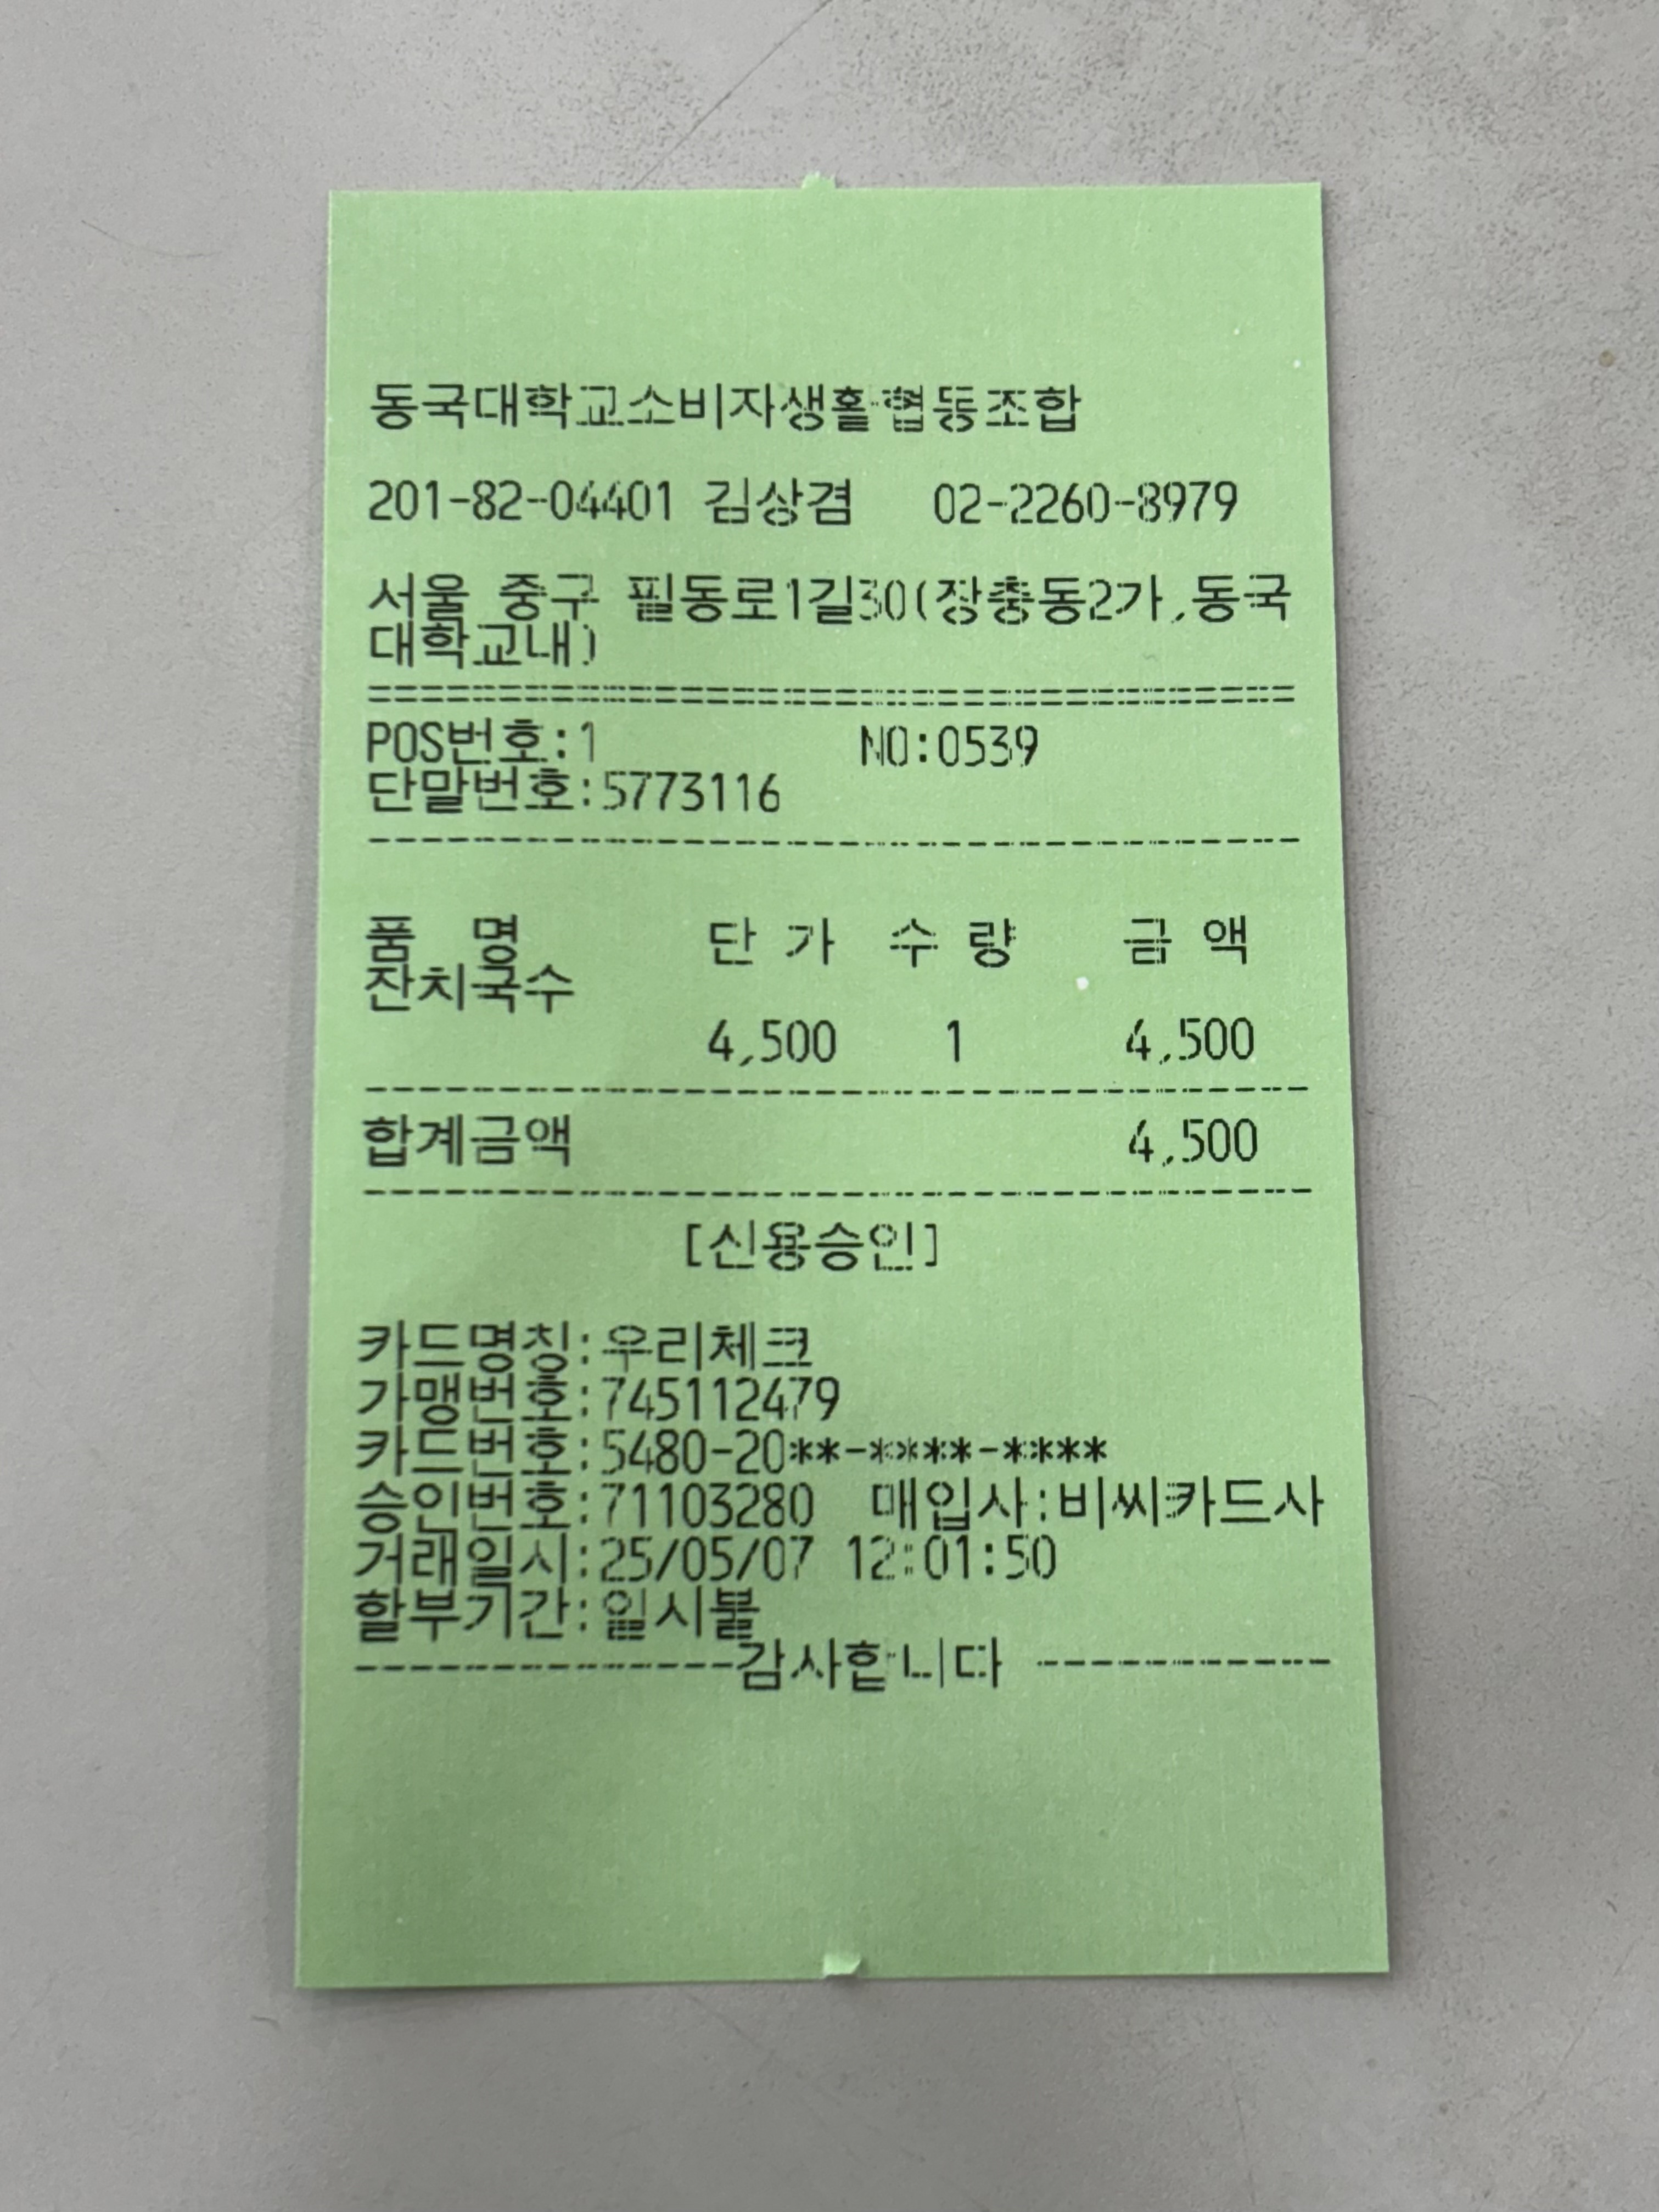 동국대학교소비자생활협동조합
201-82-04401 김상겸 02-2260-8979
서울 중구 필동로1길30(장충동2가,동국
대학교내)
================================
POS번호:1 NO:0539
단말번호:5773116
--------------------------------
품 명 단 가 수 량 금 액
잔치국수
4,500 1 4,500
--------------------------------
합계금액 4,500
--------------------------------
[신용승인]
카드명칭:우리체크
가맹번호:745112479
카드번호:5480-20**-****-****
승인번호:71103280 매입사:비씨카드사
거래일시:25/05/07 12:01:50
할부기간:일시불
--------------감사합니다 -----------